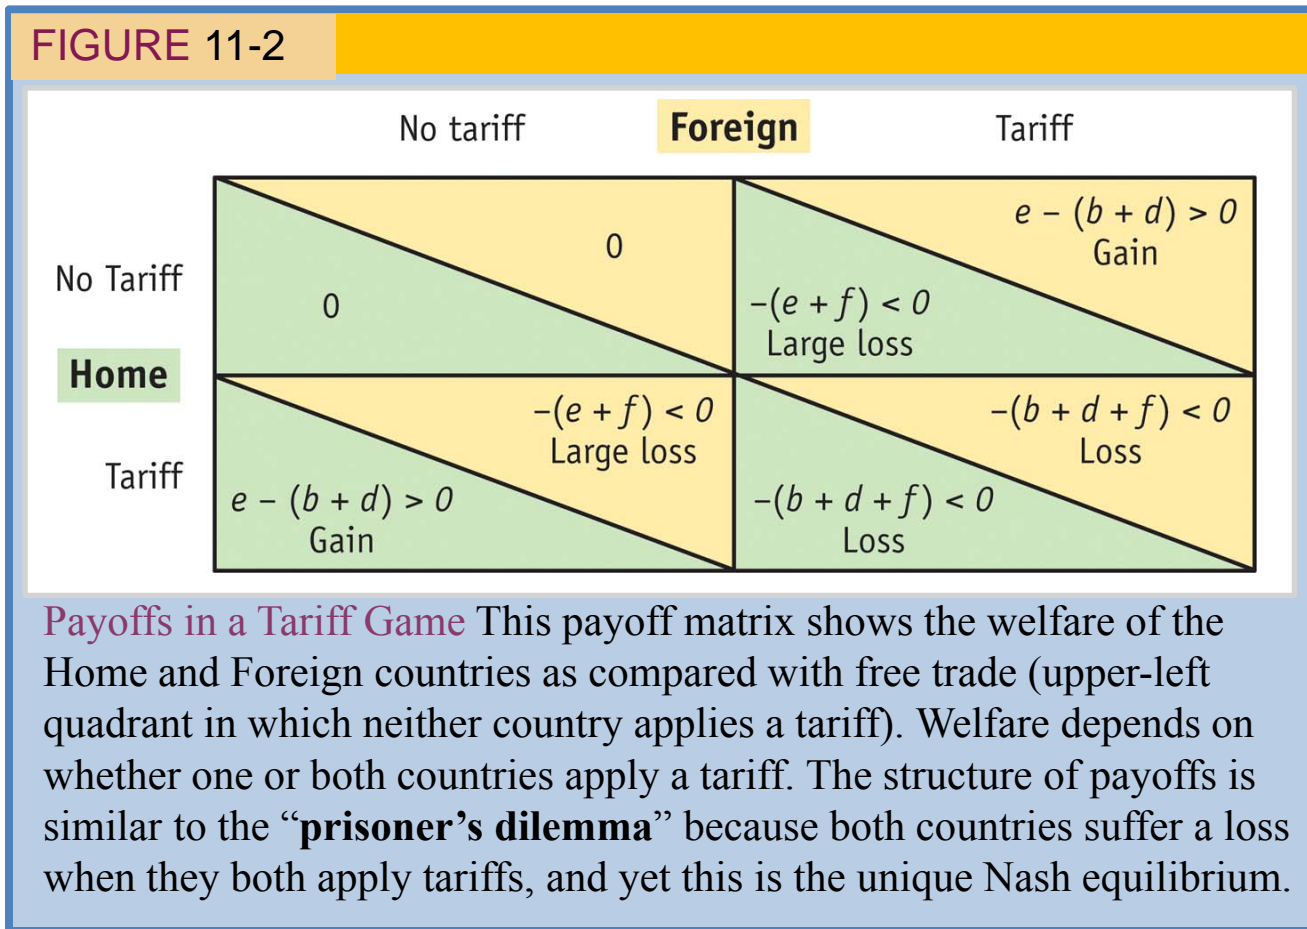 FIGURE 11-2
No tariff Foreign Tariff
e – (b + d) > 0
Gain
0
No Tariff
0
–(e + f) < 0
Large loss
Home
–(e + f) < 0
Large loss
–(b + d + f) < 0
Loss
Tariff
e – (b + d) > 0
Gain
–(b + d + f) < 0
Loss
Payoffs in a Tariff Game This payoff matrix shows the welfare of the
Home and Foreign countries as compared with free trade (upper-left
quadrant in which neither country applies a tariff). Welfare depends on
whether one or both countries apply a tariff. The structure of payoffs is
similar to the “prisoner’s dilemma” because both countries suffer a loss
when they both apply tariffs, and yet this is the unique Nash equilibrium.